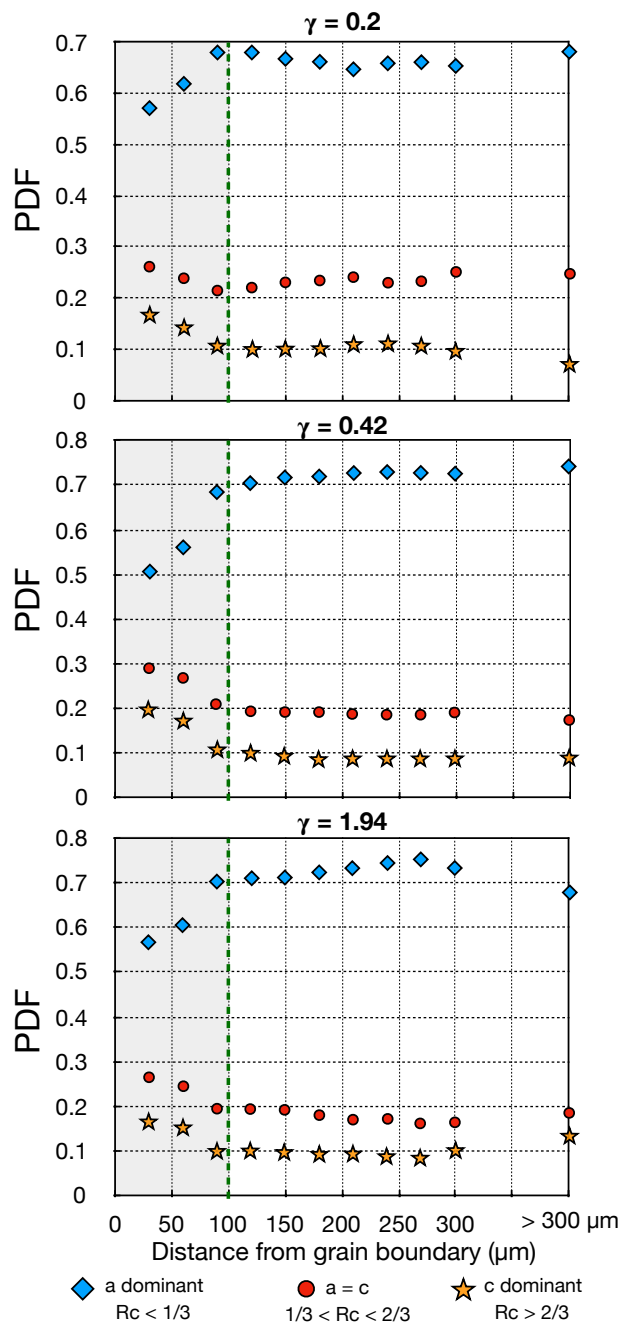 γ = 0.2
0.7
0.6
0.5
0.4
0.3
0.2
0.1
0
PDF
γ = 0.42
0.8
0.7
0.6
0.5
0.4
0.3
0.2
0.1
0
PDF
γ = 1.94
0.8
0.7
0.6
0.5
0.4
0.3
0.2
0.1
0
PDF
0 50 100 150 200 250 300 > 300 μm
Distance from grain boundary (μm)
a dominant a = c c dominant
Rc < 1/3 1/3 < Rc < 2/3 Rc > 2/3